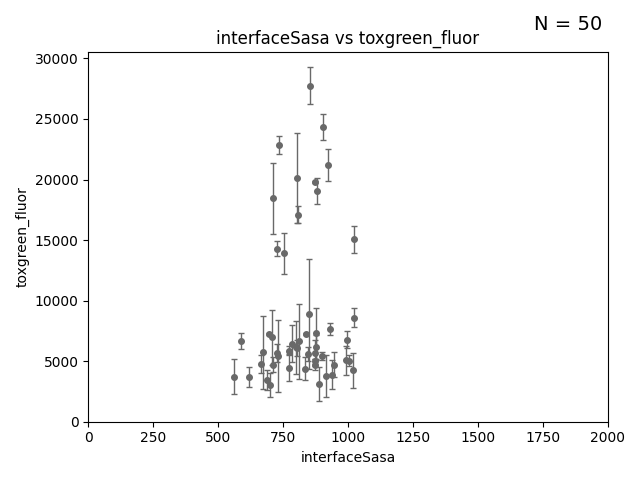 N = 50
interfaceSasa vs toxgreen_fluor
30000
25000
20000
15000
10000
5000
0
toxgreen_fluor
0 250 500 750 1000 1250 1500 1750 2000
interfaceSasa